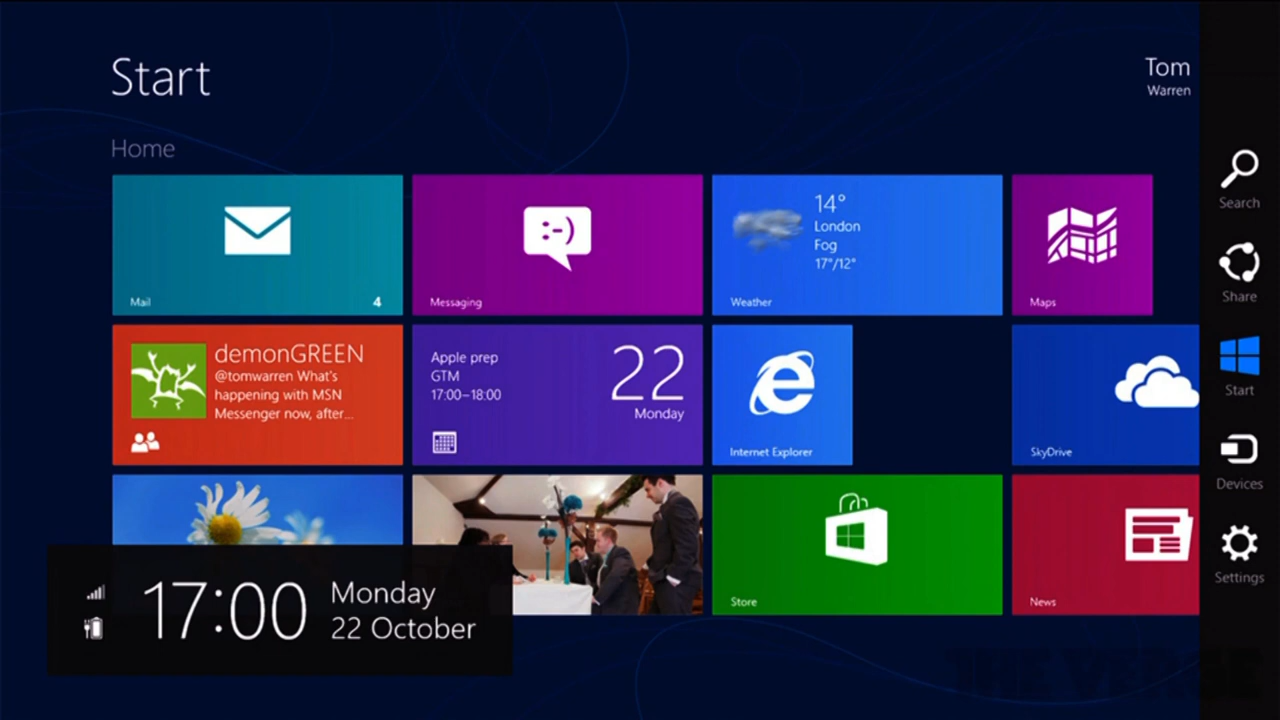 Start
Tom
Warren
Home
Mail
4
Messaging
14°
London
Fog
17°/12°
Weather
Maps
demonGREEN
@tomwarren What's
happening with MSN
Messenger now, after...
Apple prep
GTM
17:00–18:00
22
Monday
Internet Explorer
SkyDrive
Store
News
17:00
Monday
22 October
Search
Share
Start
Devices
Settings
THE VERGE